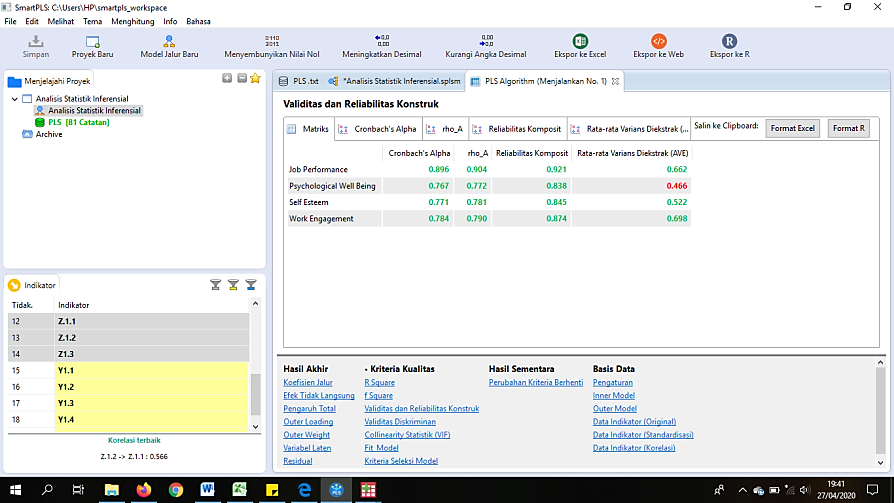 SmartPLS: C:\Users\HP\smartpls_workspace
File Edit Melihat Tema Menghitung Info Bahasa
Simpan Proyek Baru Model Jalur Baru Menyembunyikan Nilai Nol Meningkatkan Desimal Kurangi Angka Desimal Ekspor ke Excel Ekspor ke Web Ekspor ke R
Menjelajahi Proyek
Analisis Statistik Inferensial
Analisis Statistik Inferensial
PLS [81 Catatan]
Archive
Indikator
Tidak. Indikator
12 Z.1.1
13 Z.1.2
14 Z1.3
15 Y1.1
16 Y1.2
17 Y1.3
18 Y1.4
Korelasi terbaik
Z.1.2 -> Z.1.1 : 0.566
PLS.txt *Analisis Statistik Inferensial.splsm PLS Algorithm (Menjalankan No. 1)
Validitas dan Reliabilitas Konstruk
Matriks Cronbach's Alpha rho_A Reliabilitas Komposit Rata-rata Varians Diekstrak (... Salin ke Clipboard: Format Excel Format R
Cronbach's Alpha rho_A Reliabilitas Komposit Rata-rata Varians Diekstrak (AVE)
Job Performance 0.896 0.904 0.921 0.662
Psychological Well Being 0.767 0.772 0.838 0.466
Self Esteem 0.771 0.781 0.845 0.522
Work Engagement 0.784 0.790 0.874 0.698
Hasil Akhir
Koefisien Jalur
Efek Tidak Langsung
Pengaruh Total
Outer Loading
Outer Weight
Variabel Laten
Residual
Kriteria Kualitas
R Square
f Square
Validitas dan Reliabilitas Konstruk
Validitas Diskriminan
Collinearity Statistik (VIF)
Fit Model
Kriteria Seleksi Model
Hasil Sementara
Perubahan Kriteria Berhenti
Basis Data
Pengaturan
Inner Model
Outer Model
Data Indikator (Original)
Data Indikator (Standardisasi)
Data Indikator (Korelasi)
19:41
27/04/2020